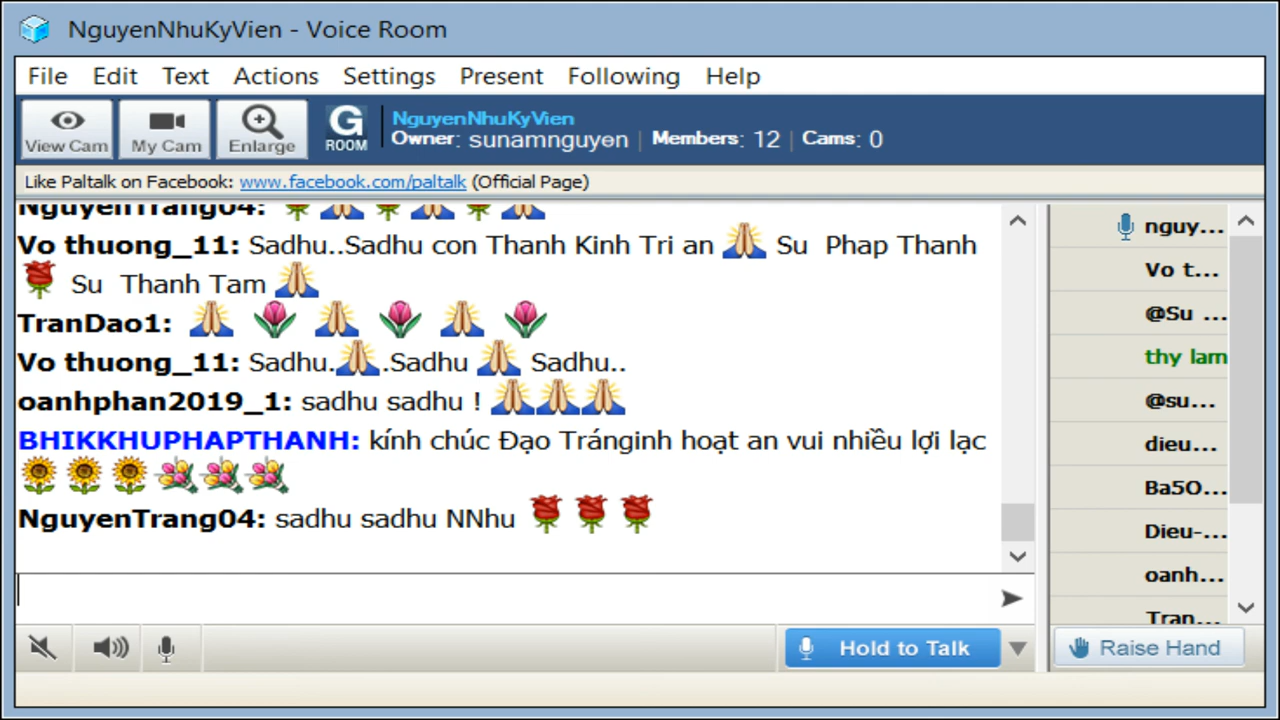 NguyenNhuKyVien - Voice Room
File Edit Text Actions Settings Present Following Help
View Cam My Cam Enlarge G ROOM
NguyenNhuKyVien
Owner: sunamnguyen | Members: 12 | Cams: 0
Like Paltalk on Facebook: www.facebook.com/paltalk (Official Page)
NguyenTrang04:
Vo thuong_11: Sadhu..Sadhu con Thanh Kinh Tri an Su Phap Thanh
Su Thanh Tam
TranDao1:
Vo thuong_11: Sadhu..Sadhu Sadhu..
oanhphan2019_1: sadhu sadhu !
BHIKKHUPHAPTHANH: kính chúc Đạo Tránginh hoạt an vui nhiều lợi lạc
NguyenTrang04: sadhu sadhu NNhu
nguy...
Vo t...
@Su ...
thy lam
@su...
dieu...
Ba5O...
Dieu-...
oanh...
Tran...
Hold to Talk
Raise Hand